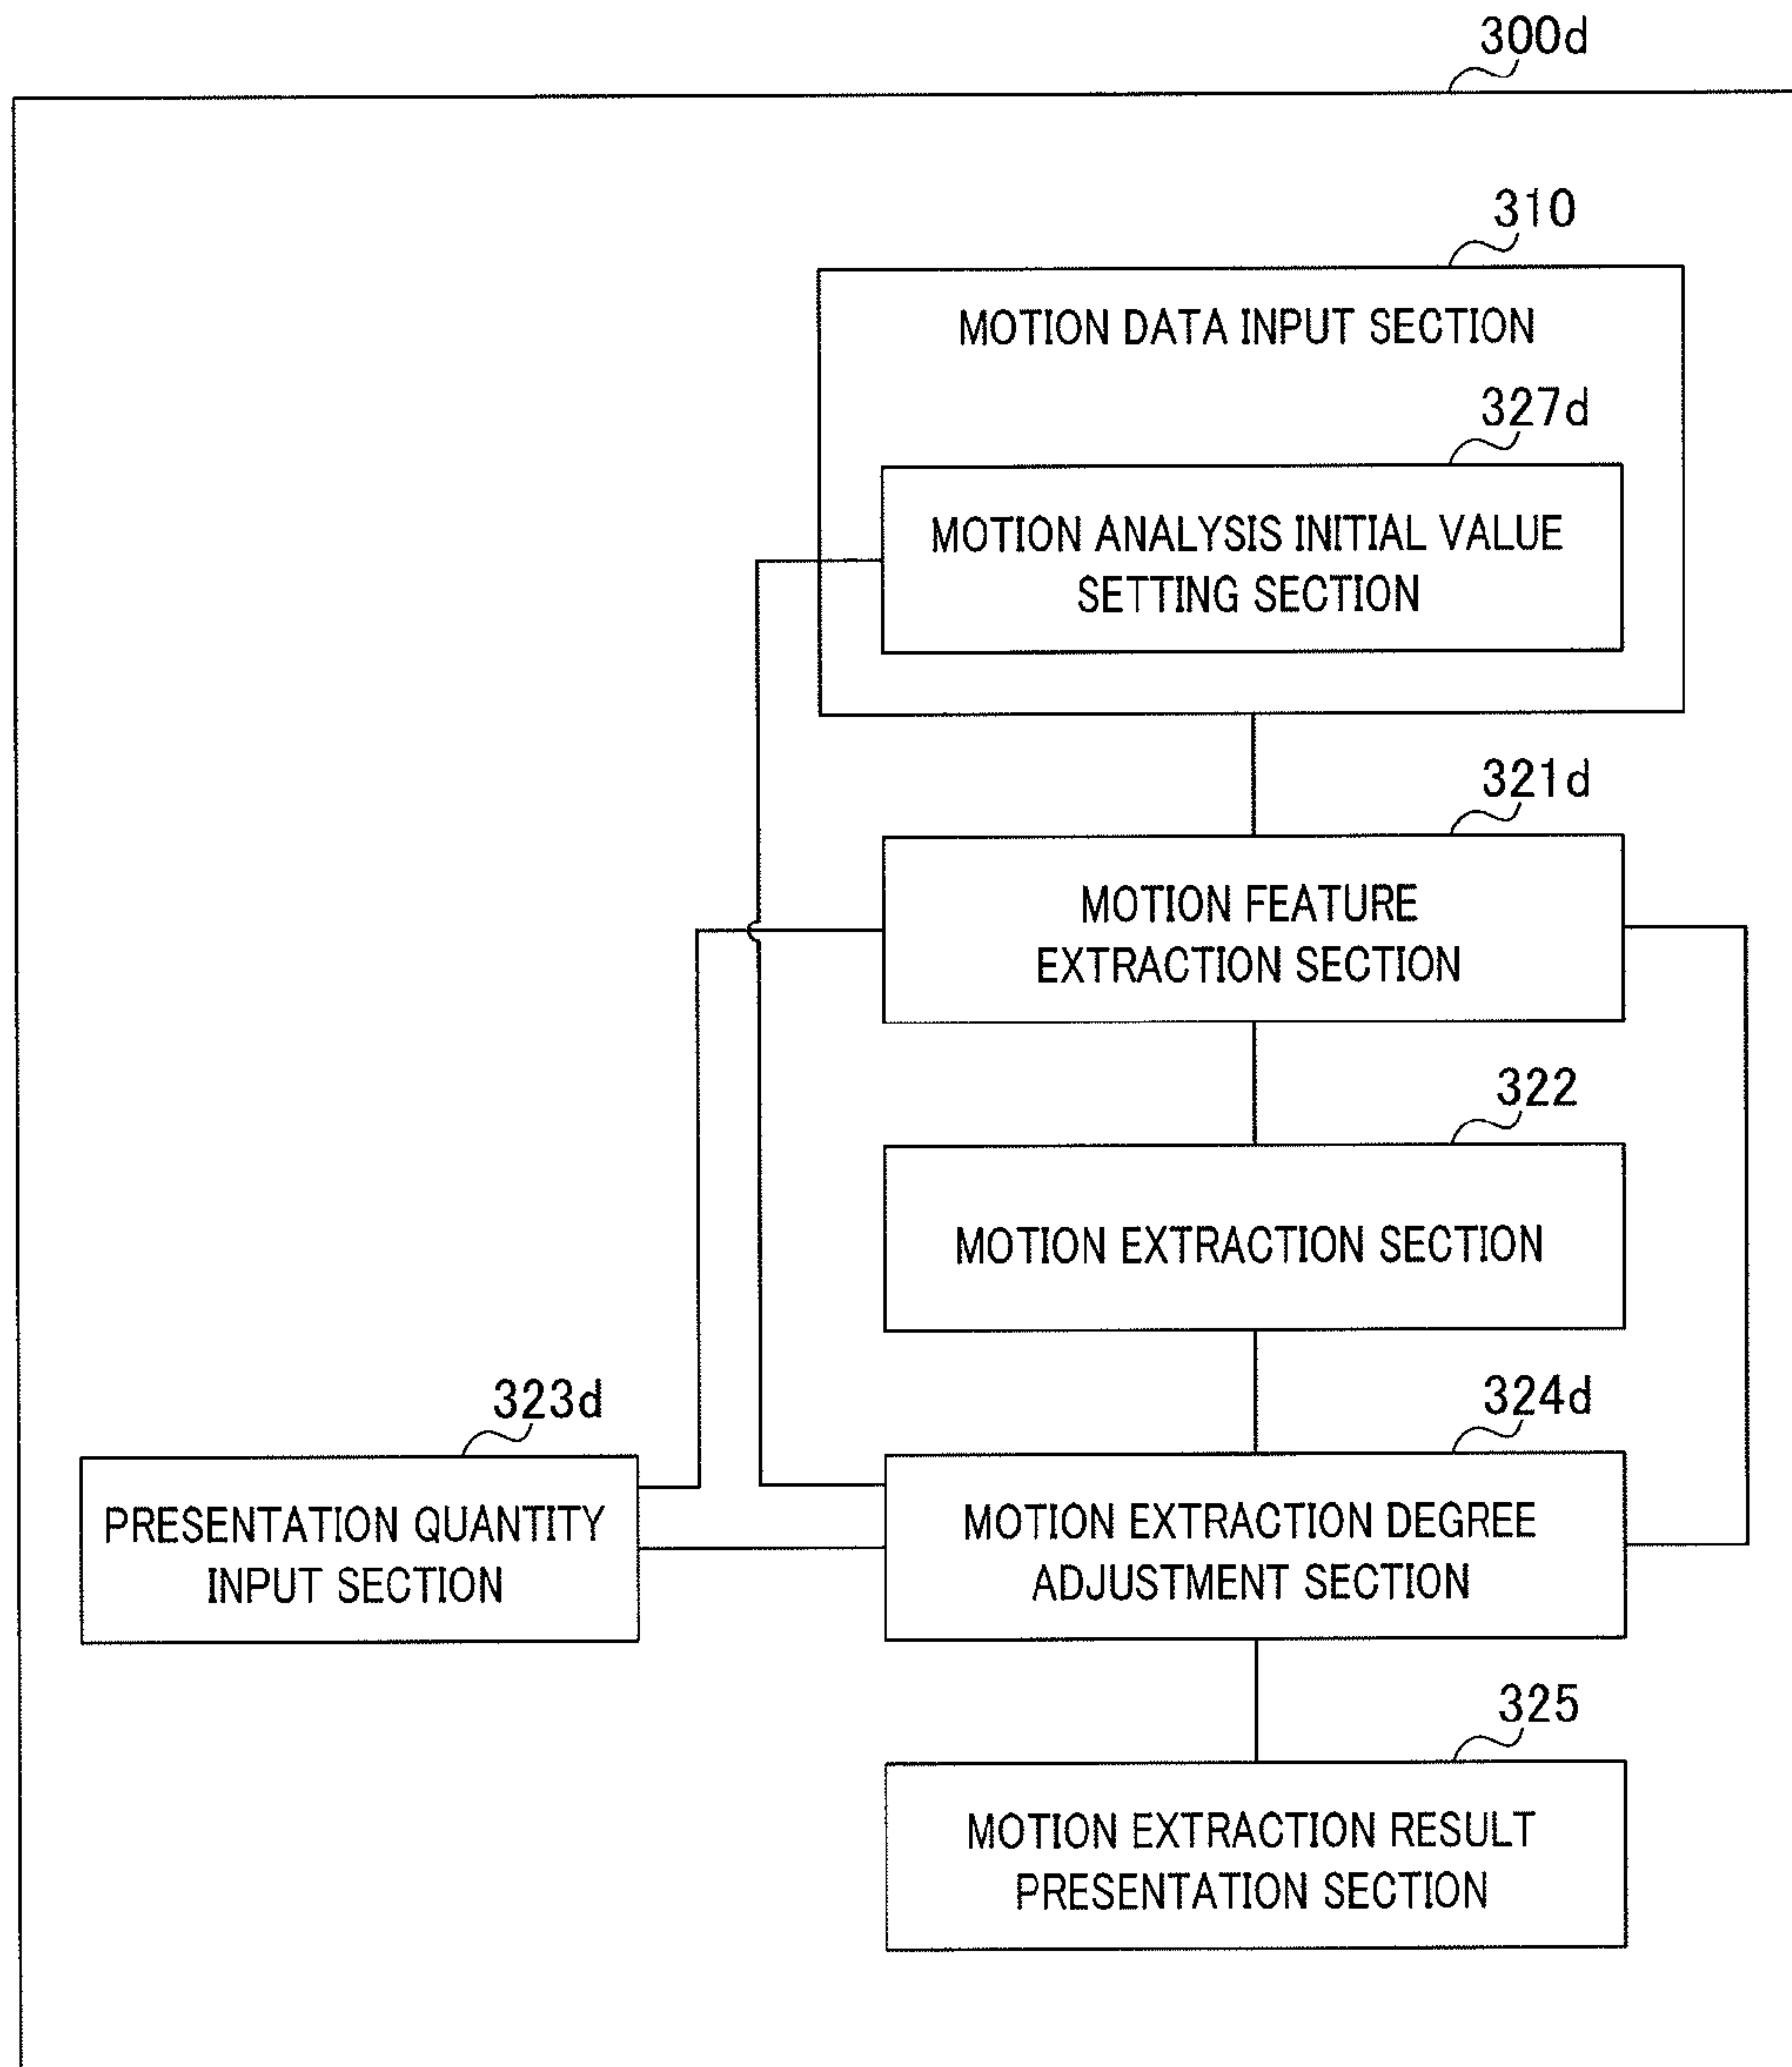 300d
310
MOTION DATA INPUT SECTION
327d
MOTION ANALYSIS INITIAL VALUE
SETTING SECTION
321d
MOTION FEATURE
EXTRACTION SECTION
322
MOTION EXTRACTION SECTION
323d
PRESENTATION QUANTITY
INPUT SECTION
324d
MOTION EXTRACTION DEGREE
ADJUSTMENT SECTION
325
MOTION EXTRACTION RESULT
PRESENTATION SECTION